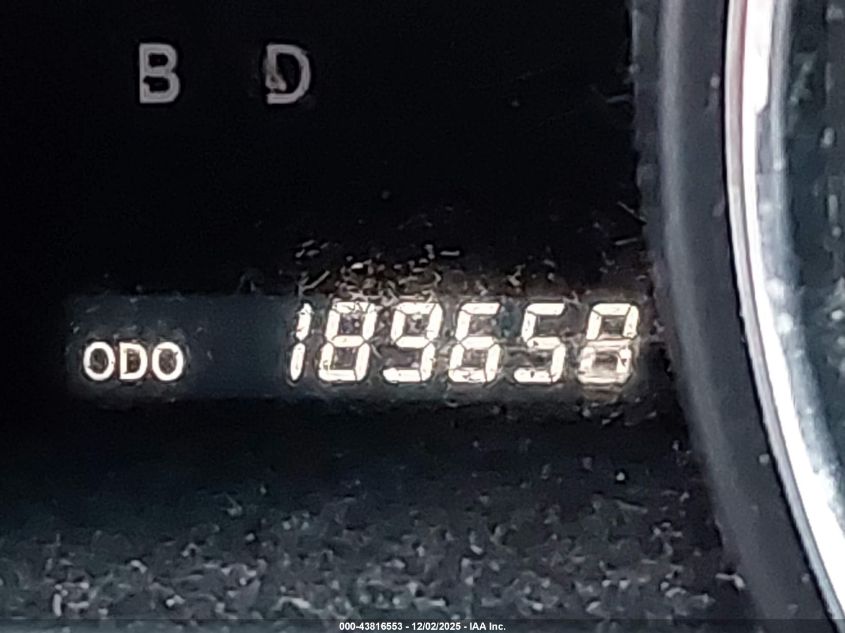 B D
ODO 189658
000-43816553 - 12/02/2025 - IAA Inc.